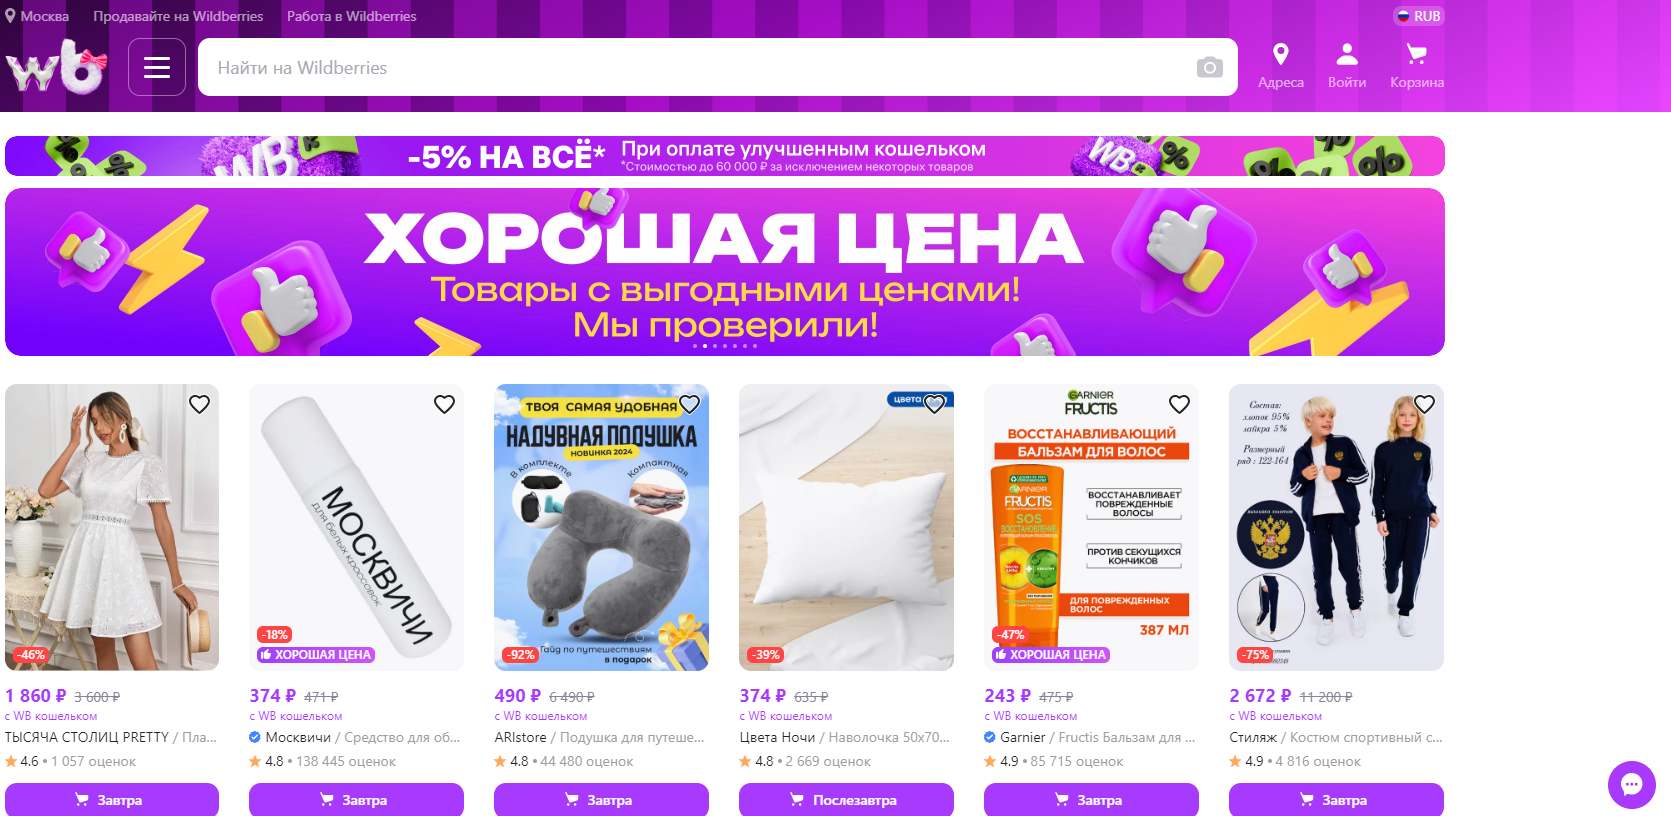 Москва
Продавайте на Wildberries
Работа в Wildberries
RUB
wb
Найти на Wildberries
Адреса
Войти
Корзина
WB
-5% НА ВСЁ*
При оплате улучшенным кошельком
*Стоимостью до 60 000 ₽ за исключением некоторых товаров
WB
ХОРОШАЯ ЦЕНА
Товары с выгодными ценами!
Мы проверили!
-46%
1 860 ₽ 3 600 ₽
с WB кошельком
ТЫСЯЧА СТОЛИЦ PRETTY / Пла...
4.6 • 1 057 оценок
Завтра
МОСКВИЧИ
для белых кроссовок
-18%
ХОРОШАЯ ЦЕНА
374 ₽ 471 ₽
с WB кошельком
Москвичи / Средство для об...
4.8 • 138 445 оценок
Завтра
ТВОЯ САМАЯ УДОБНАЯ
НАДУВНАЯ ПОДУШКА
НОВИНКА 2024
В комплекте
Компактная
Гайд по путешествиям
в подарок
-92%
490 ₽ 6 490 ₽
с WB кошельком
ARIstore / Подушка для путеше...
4.8 • 44 480 оценок
Завтра
цвета
-39%
374 ₽ 635 ₽
с WB кошельком
Цвета Ночи / Наволочка 50х70...
4.8 • 2 669 оценок
Послезавтра
GARNIER
FRUCTIS
ВОССТАНАВЛИВАЮЩИЙ
БАЛЬЗАМ ДЛЯ ВОЛОС
GARNIER
FRUCTIS
SOS
ВОССТАНОВЛЕНИЕ
ВОССТАНАВЛИВАЕТ
ПОВРЕЖДЕННЫЕ
ВОЛОСЫ
ПРОТИВ СЕКУЩИХСЯ
КОНЧИКОВ
ДЛЯ ПОВРЕЖДЕННЫХ
ВОЛОС
387 МЛ
-47%
ХОРОШАЯ ЦЕНА
243 ₽ 475 ₽
с WB кошельком
Garnier / Fructis Бальзам для ...
4.9 • 85 715 оценок
Завтра
Состав:
хлопок 95%
лайкра 5%
Размерный
ряд : 122-164
-75%
2 672 ₽ 11 200 ₽
с WB кошельком
Стиляж / Костюм спортивный с...
4.9 • 4 816 оценок
Завтра